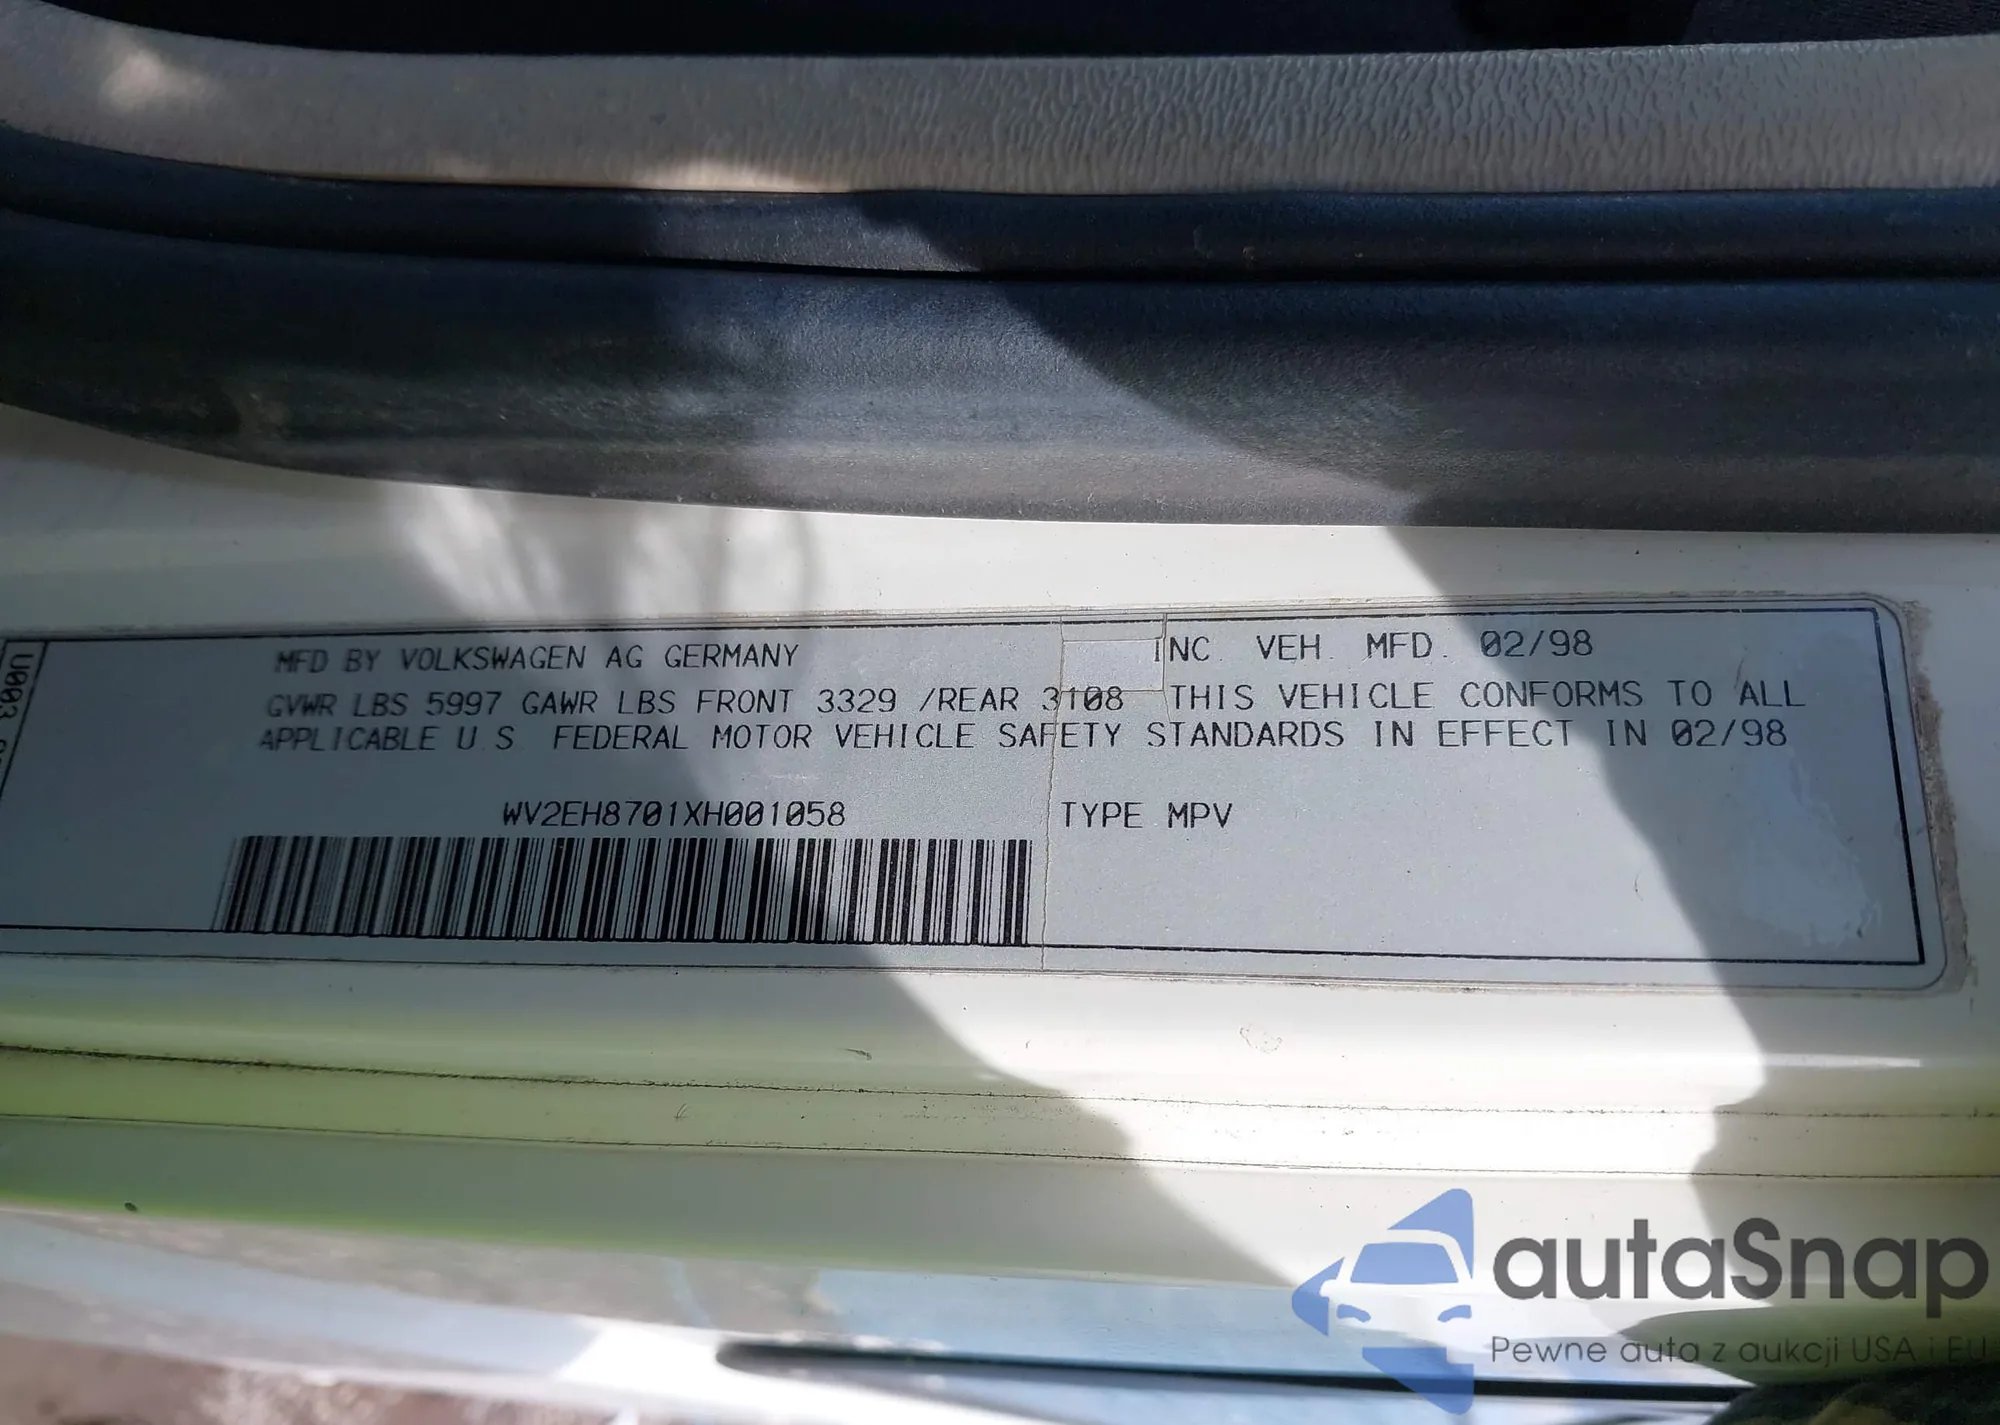 MFD BY VOLKSWAGEN AG GERMANY INC. VEH. MFD. 02/98
GVWR LBS 5997 GAWR LBS FRONT 3329 /REAR 3108 THIS VEHICLE CONFORMS TO ALL
APPLICABLE U S FEDERAL MOTOR VEHICLE SAFETY STANDARDS IN EFFECT IN 02/98
WV2EH8701XH001058 TYPE MPV
U003
autaSnap
Pewne auta z aukcji USA i EU